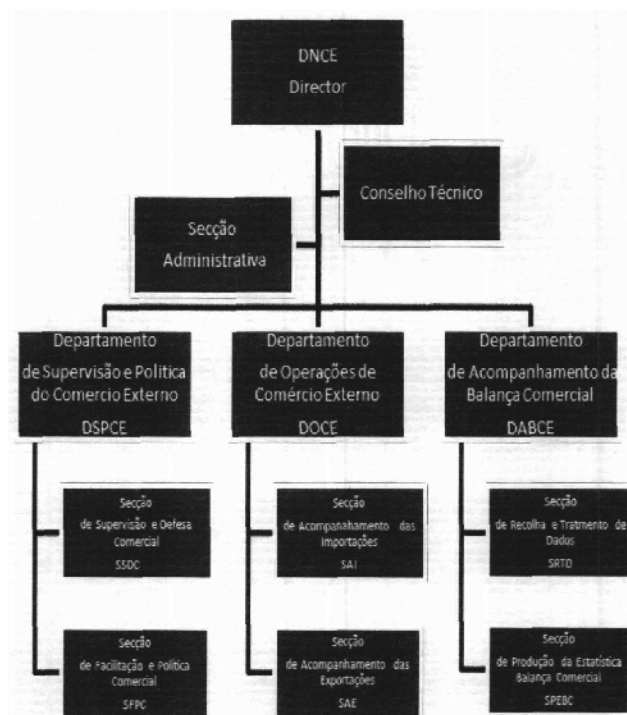 DNCE
Director
Conselho Técnico
Secção
Administrativa
Departamento
de Supervisão e Política
do Comercio Externo
DSPCE
Departamento
de Operações de
Comércio Externo
DOCE
Departamento
de Acompanhamento da
Balança Comercial
DABCE
Secção
de Supervisão e Defesa
Comercial
SSDC
Secção
de Facilitação e Política
Comercial
SFPC
Secção
de Acompanhamento das
Importações
SAI
Secção
de Acompanhamento das
Exportações
SAE
Secção
de Recolha e Tratmento de
Dados
SRTD
Secção
de Produção da Estatística
Balança Comercial
SPEBC